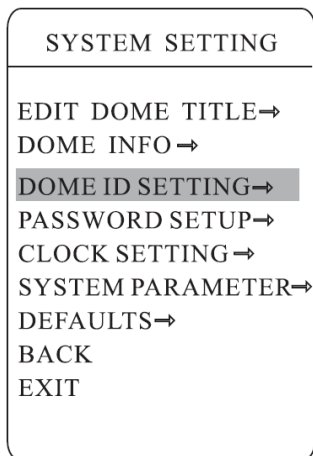 SYSTEM SETTING
EDIT DOME TITLE→
DOME INFO→
DOME ID SETTING→
PASSWORD SETUP→
CLOCK SETTING→
SYSTEM PARAMETER→
DEFAULTS→
BACK
EXIT